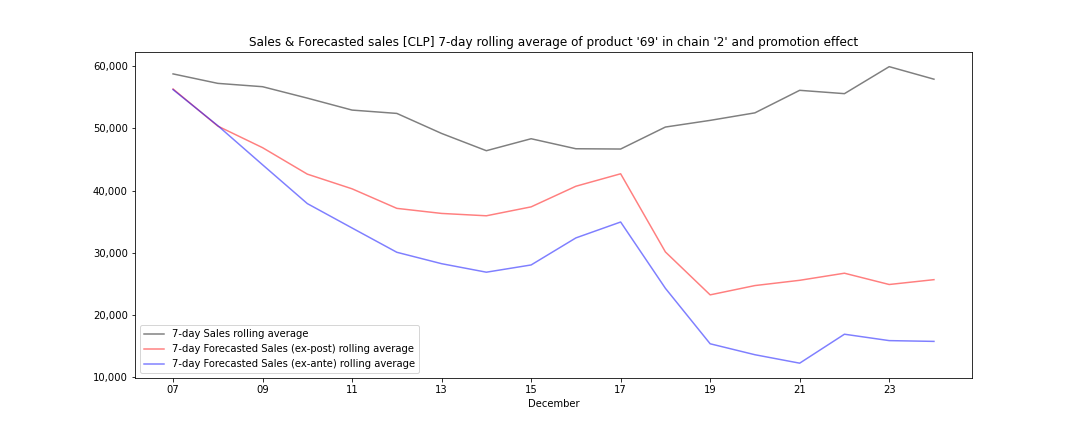 Sales & Forecasted sales [CLP] 7-day rolling average of product '69' in chain '2' and promotion effect
60,000
50,000
40,000
30,000
20,000
10,000
7-day Sales rolling average
7-day Forecasted Sales (ex-post) rolling average
7-day Forecasted Sales (ex-ante) rolling average
07 09 11 13 15 17 19 21 23
December